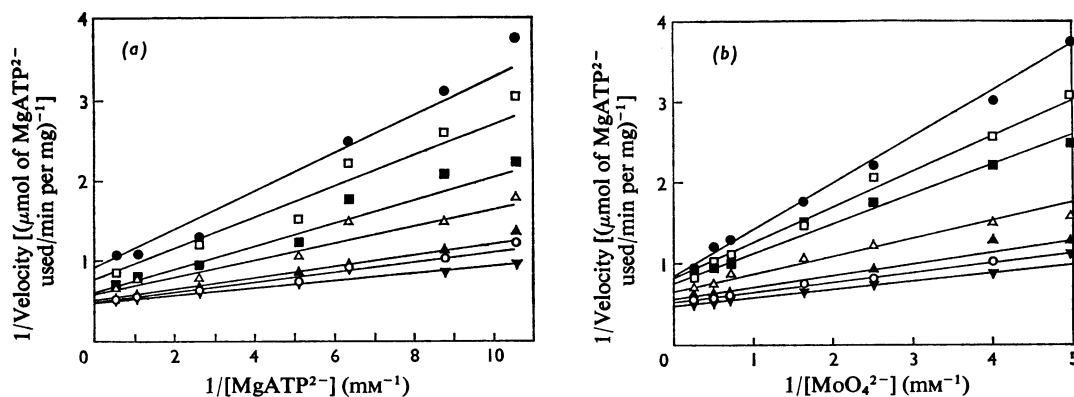 4
3
2
1
0
2
4
6
8
10
(a)
1/Velocity [(μmol of MgATP²⁻
used/min per mg)⁻¹
1/[MgATP²⁻] (mM⁻¹)
4
3
2
1
0
1
2
3
4
5
(b)
1/Velocity [(μmol of MgATP²⁻
used/min per mg)⁻¹
1/[MoO₄²⁻] (mM⁻¹)